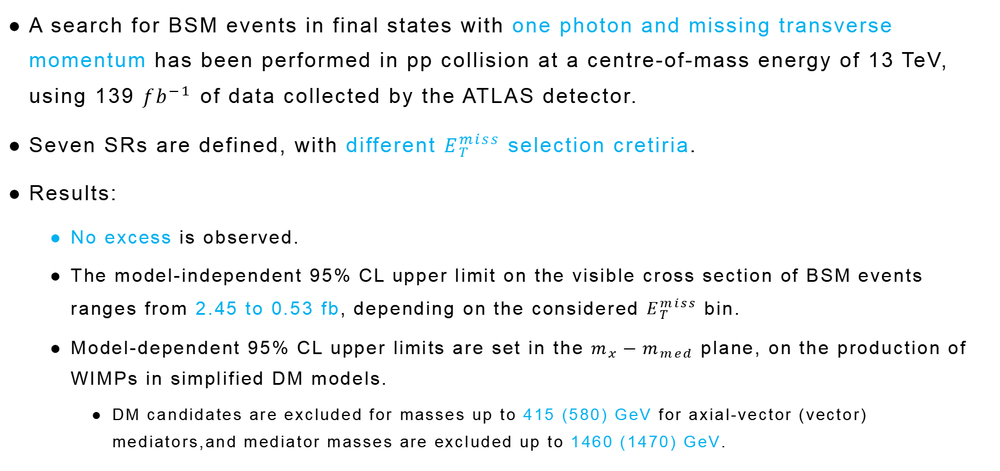 ● A search for BSM events in final states with one photon and missing transverse
momentum has been performed in pp collision at a centre-of-mass energy of 13 TeV,
using 139 $fb^{-1}$ of data collected by the ATLAS detector.
● Seven SRs are defined, with different $E_T^{miss}$ selection cretiria.
● Results:
● No excess is observed.
● The model-independent 95% CL upper limit on the visible cross section of BSM events
ranges from 2.45 to 0.53 fb, depending on the considered $E_T^{miss}$ bin.
● Model-dependent 95% CL upper limits are set in the $m_x - m_{med}$ plane, on the production of
WIMPs in simplified DM models.
● DM candidates are excluded for masses up to 415 (580) GeV for axial-vector (vector)
mediators,and mediator masses are excluded up to 1460 (1470) GeV.